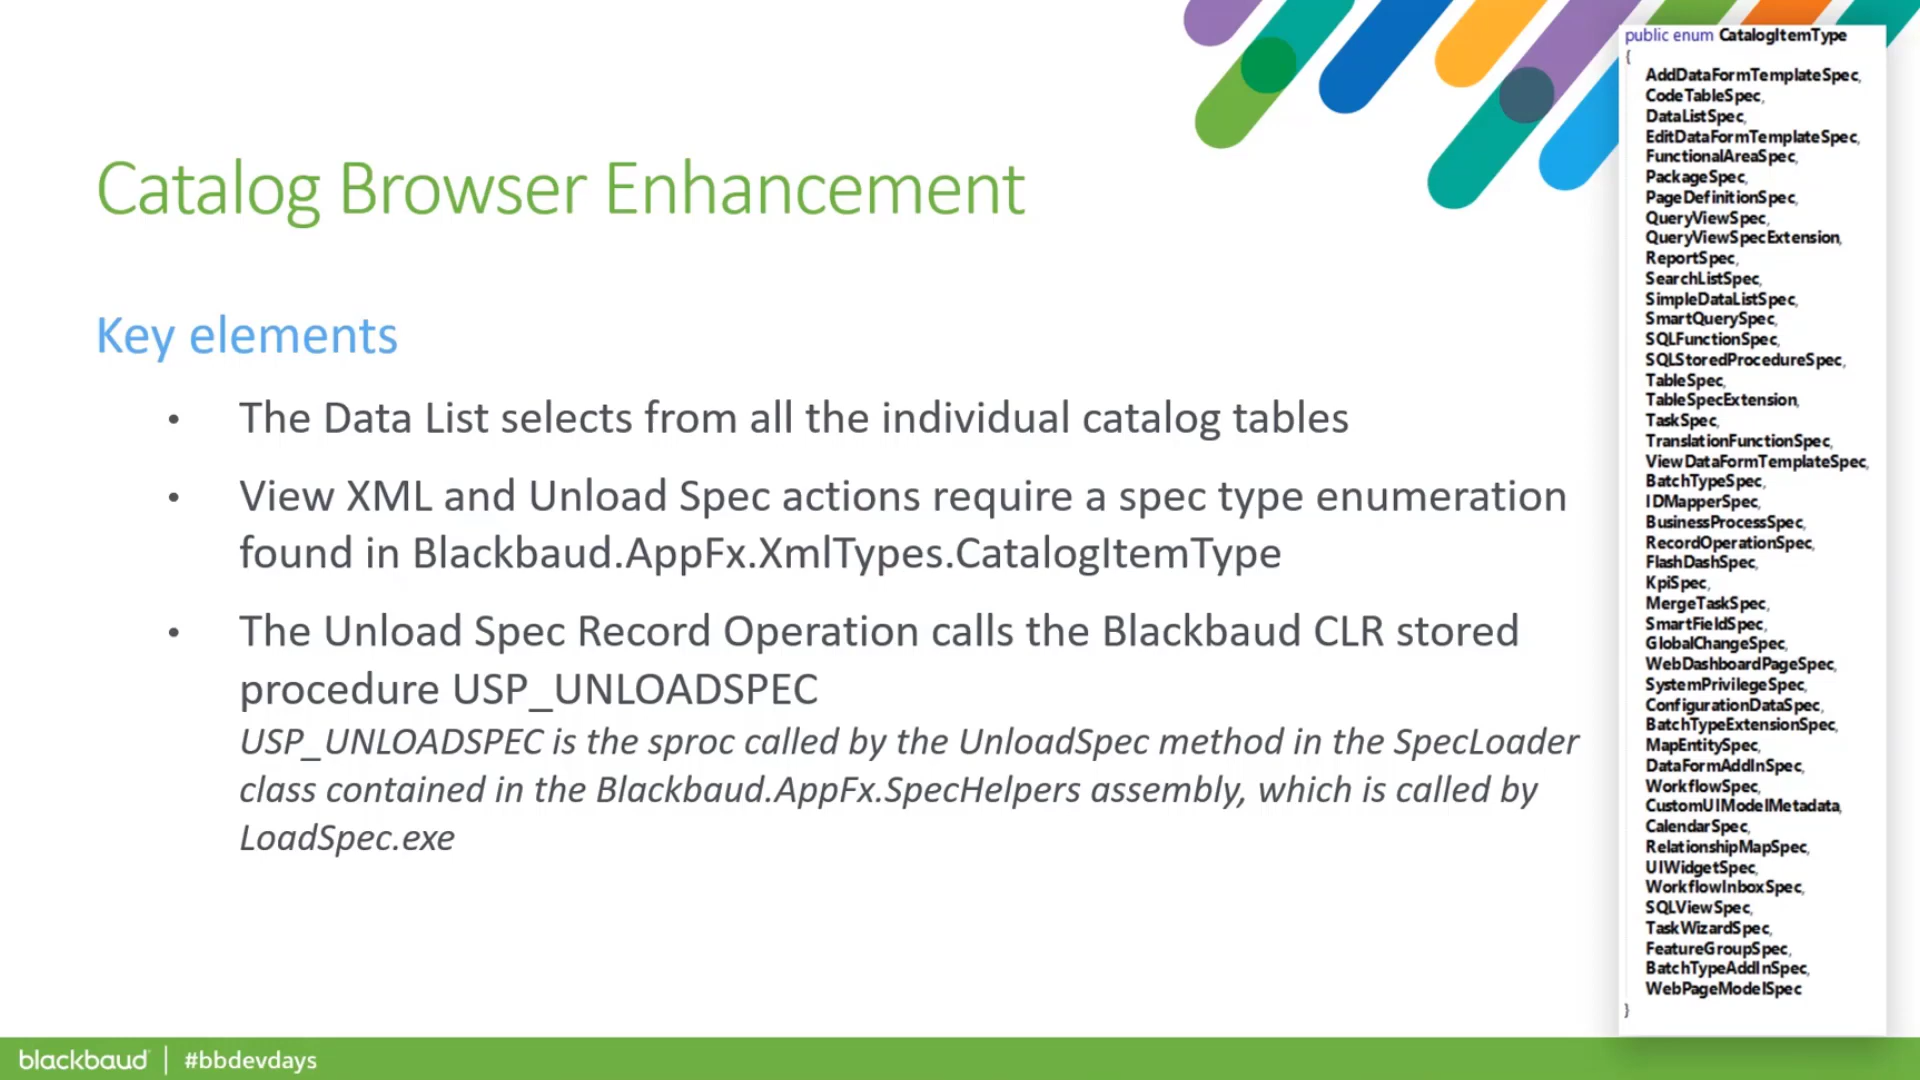 Catalog Browser Enhancement
Key elements
• The Data List selects from all the individual catalog tables
• View XML and Unload Spec actions require a spec type enumeration
found in Blackbaud.AppFx.XmlTypes.CatalogItemType
• The Unload Spec Record Operation calls the Blackbaud CLR stored
procedure USP_UNLOADSPEC
USP_UNLOADSPEC is the sproc called by the UnloadSpec method in the SpecLoader
class contained in the Blackbaud.AppFx.SpecHelpers assembly, which is called by
LoadSpec.exe
public enum CatalogItemType
{
AddDataFormTemplateSpec,
CodeTableSpec,
DataListSpec,
EditDataFormTemplateSpec,
FunctionalAreaSpec,
PackageSpec,
PageDefinitionSpec,
QueryViewSpec,
QueryViewSpecExtension,
ReportSpec,
SearchListSpec,
SimpleDataListSpec,
SmartQuerySpec,
SQLFunctionSpec,
SQLStoredProcedureSpec,
TableSpec,
TableSpecExtension,
TaskSpec,
TranslationFunctionSpec,
ViewDataFormTemplateSpec,
BatchTypeSpec,
IDMapperSpec,
BusinessProcessSpec,
RecordOperationSpec,
FlashDashSpec,
KpiSpec,
MergeTaskSpec,
SmartFieldSpec,
GlobalChangeSpec,
WebDashboardPageSpec,
SystemPrivilegeSpec,
ConfigurationDataSpec,
BatchTypeExtensionSpec,
MapEntitySpec,
DataFormAddInSpec,
WorkflowSpec,
CustomUIModelMetadata,
CalendarSpec,
RelationshipMapSpec,
UIWidgetSpec,
WorkflowInboxSpec,
SQLViewSpec,
TaskWizardSpec,
FeatureGroupSpec,
BatchTypeAddInSpec,
WebPageModelSpec
}
blackbaud | #bbdevdays